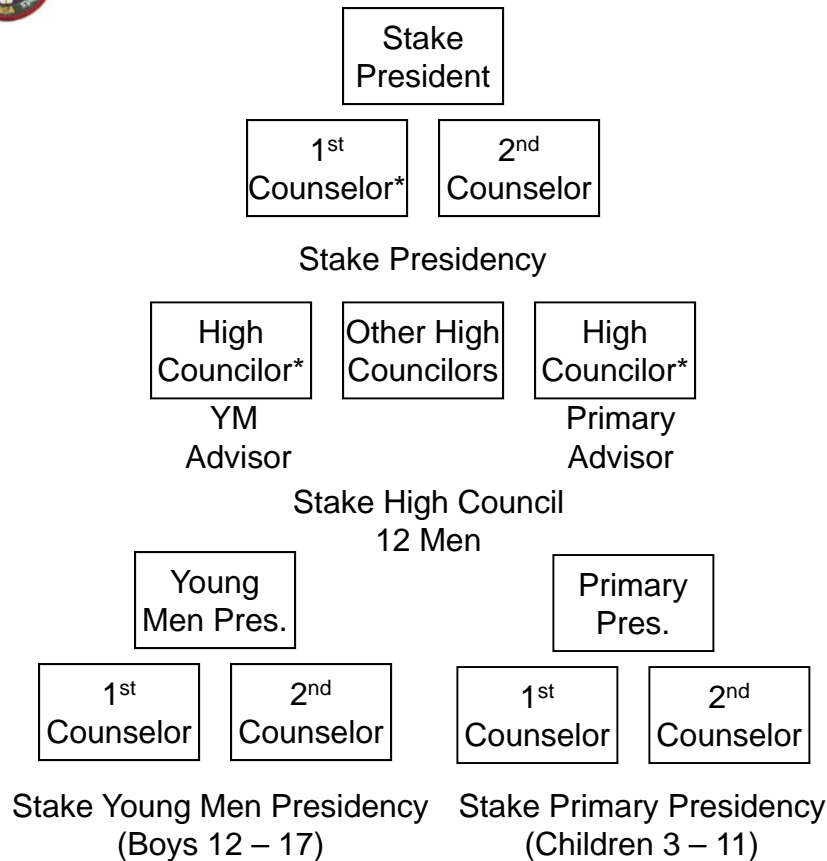 Stake
President
1st
Counselor*
2nd
Counselor
Stake Presidency
High
Councilor*
Other High
Councilors
High
Councilor*
YM
Advisor
Primary
Advisor
Stake High Council
12 Men
Young
Men Pres.
Primary
Pres.
1st
Counselor
2nd
Counselor
1st
Counselor
2nd
Counselor
Stake Young Men Presidency
(Boys 12 – 17)
Stake Primary Presidency
(Children 3 – 11)